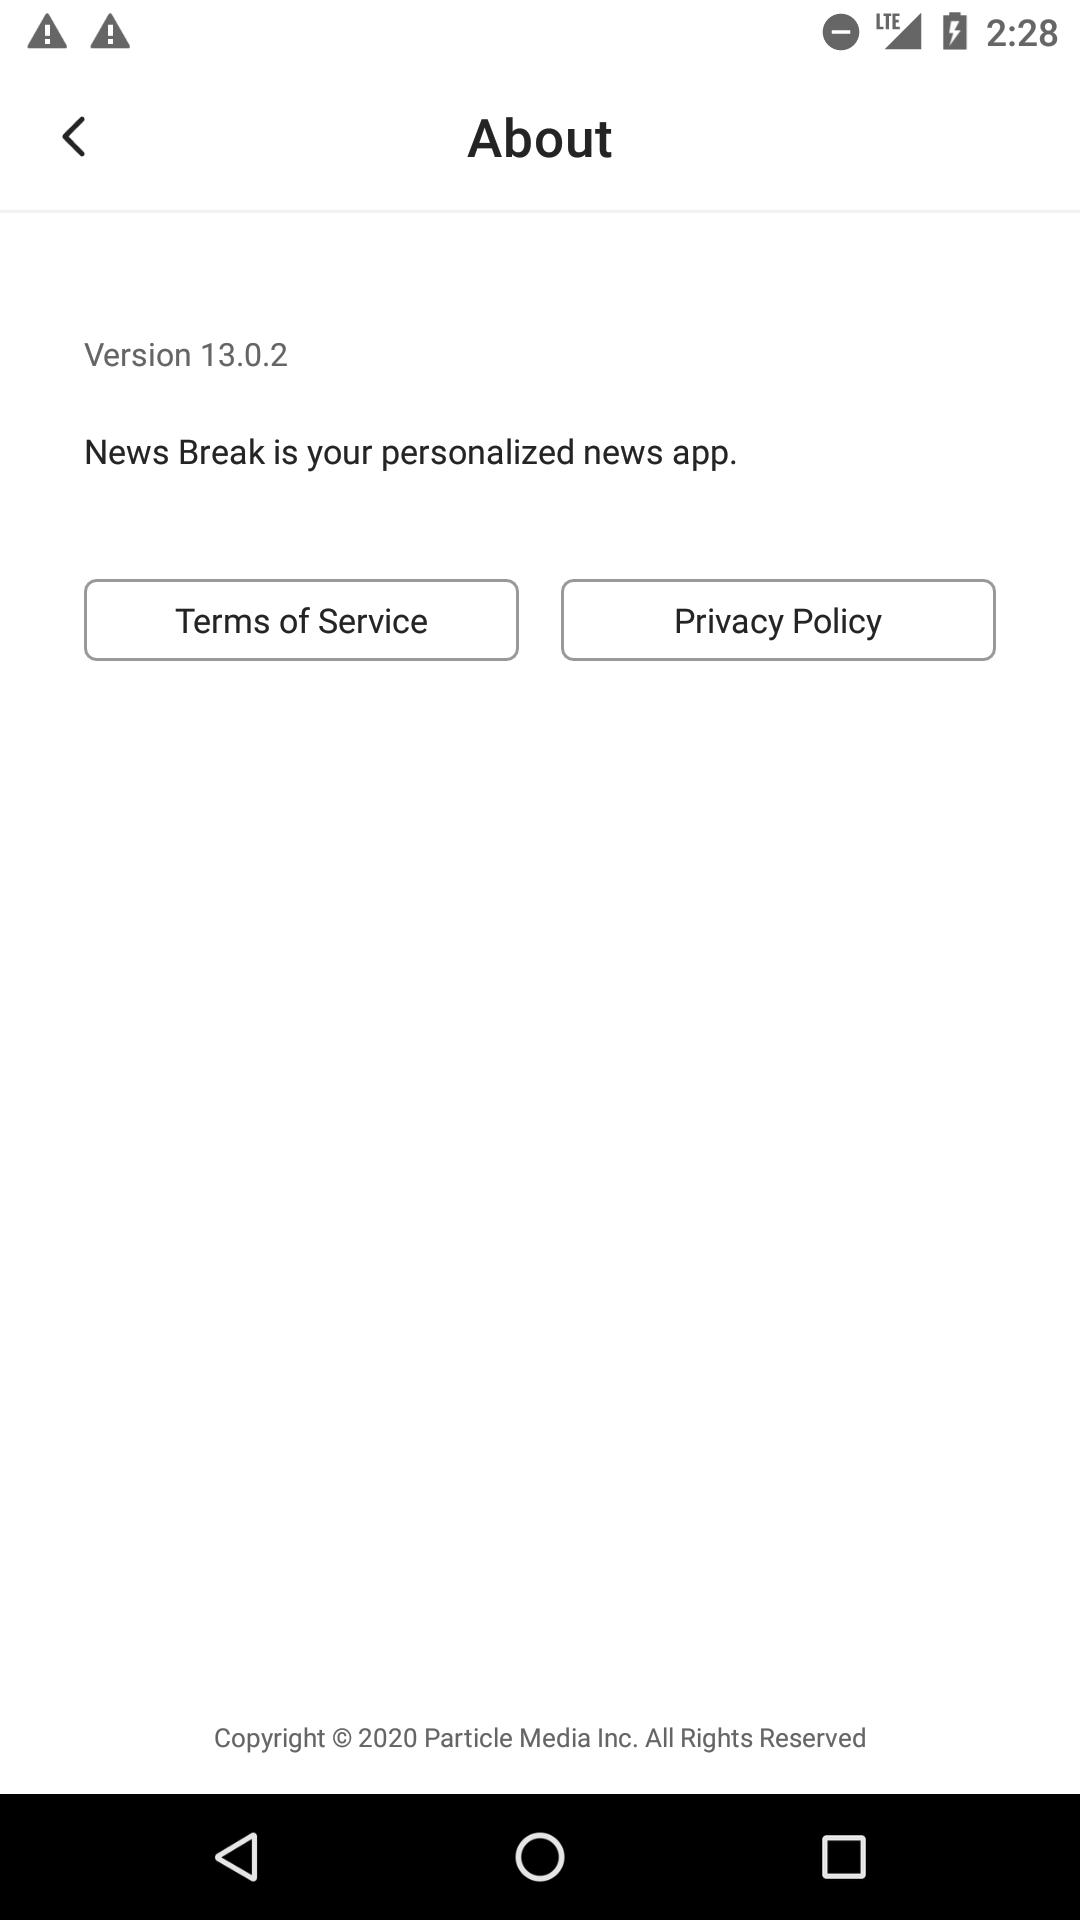 LTE 2:28
About
Version 13.0.2
News Break is your personalized news app.
Terms of Service
Privacy Policy
Copyright © 2020 Particle Media Inc. All Rights Reserved